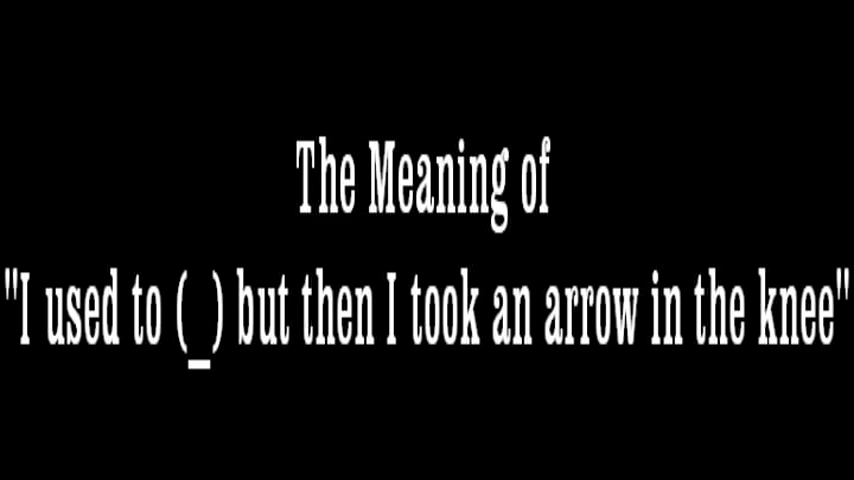 The Meaning of
"I used to (_) but then I took an arrow in the knee"